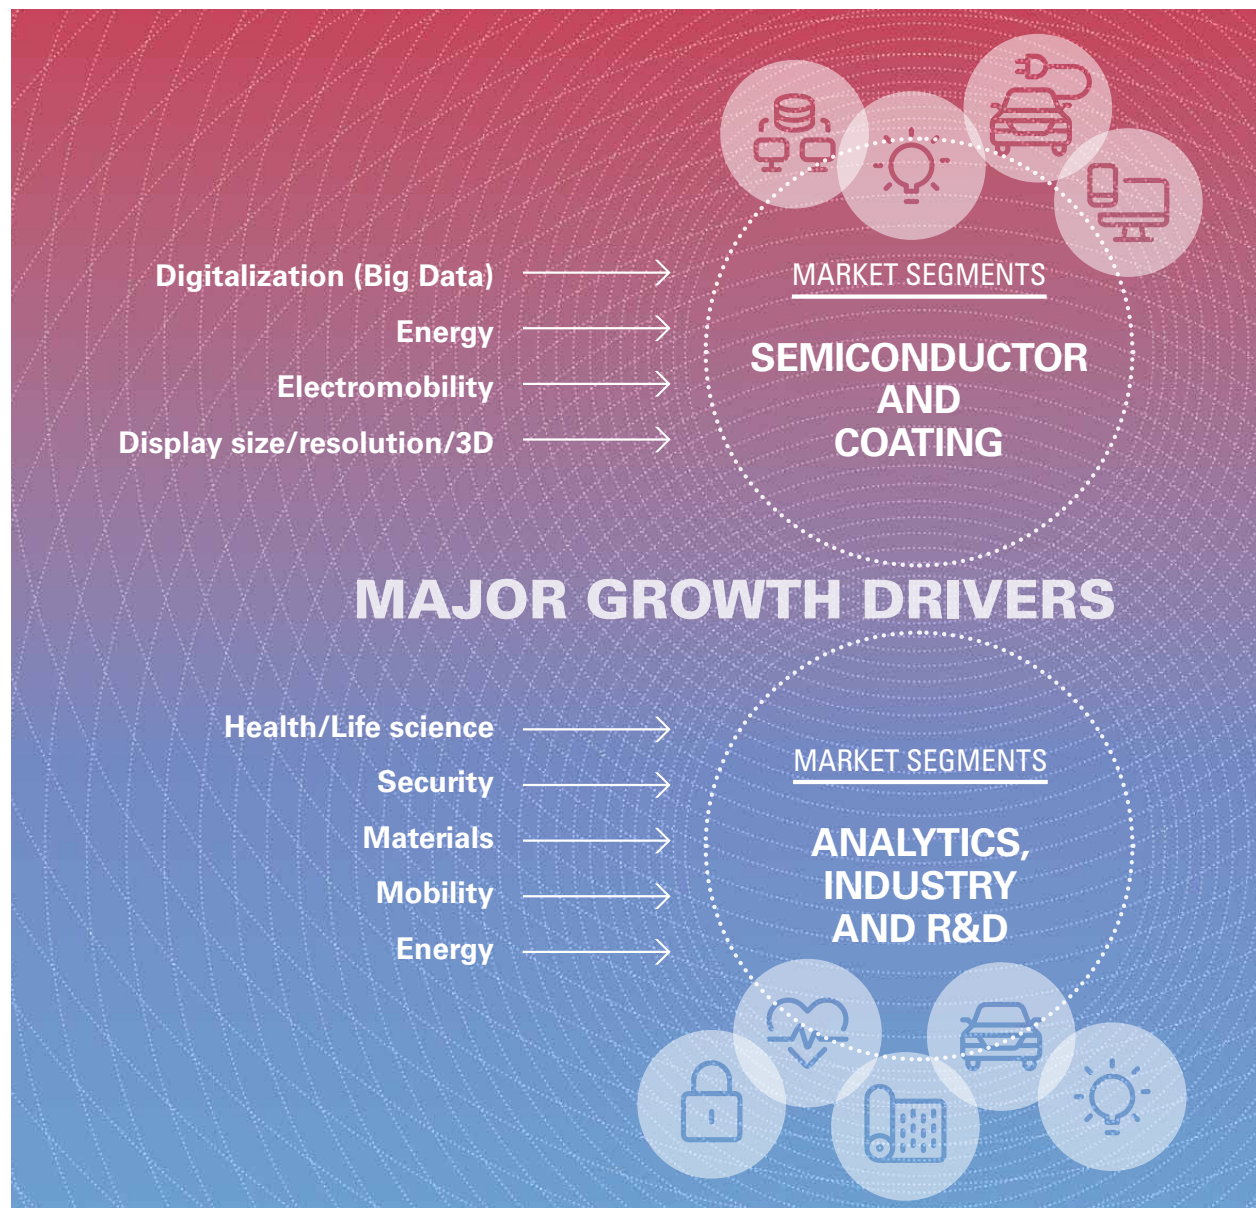 Digitalization (Big Data)
Energy
Electromobility
Display size/resolution/3D
MARKET SEGMENTS
SEMICONDUCTOR
AND
COATING
MAJOR GROWTH DRIVERS
Health/Life science
Security
Materials
Mobility
Energy
MARKET SEGMENTS
ANALYTICS,
INDUSTRY
AND R&D